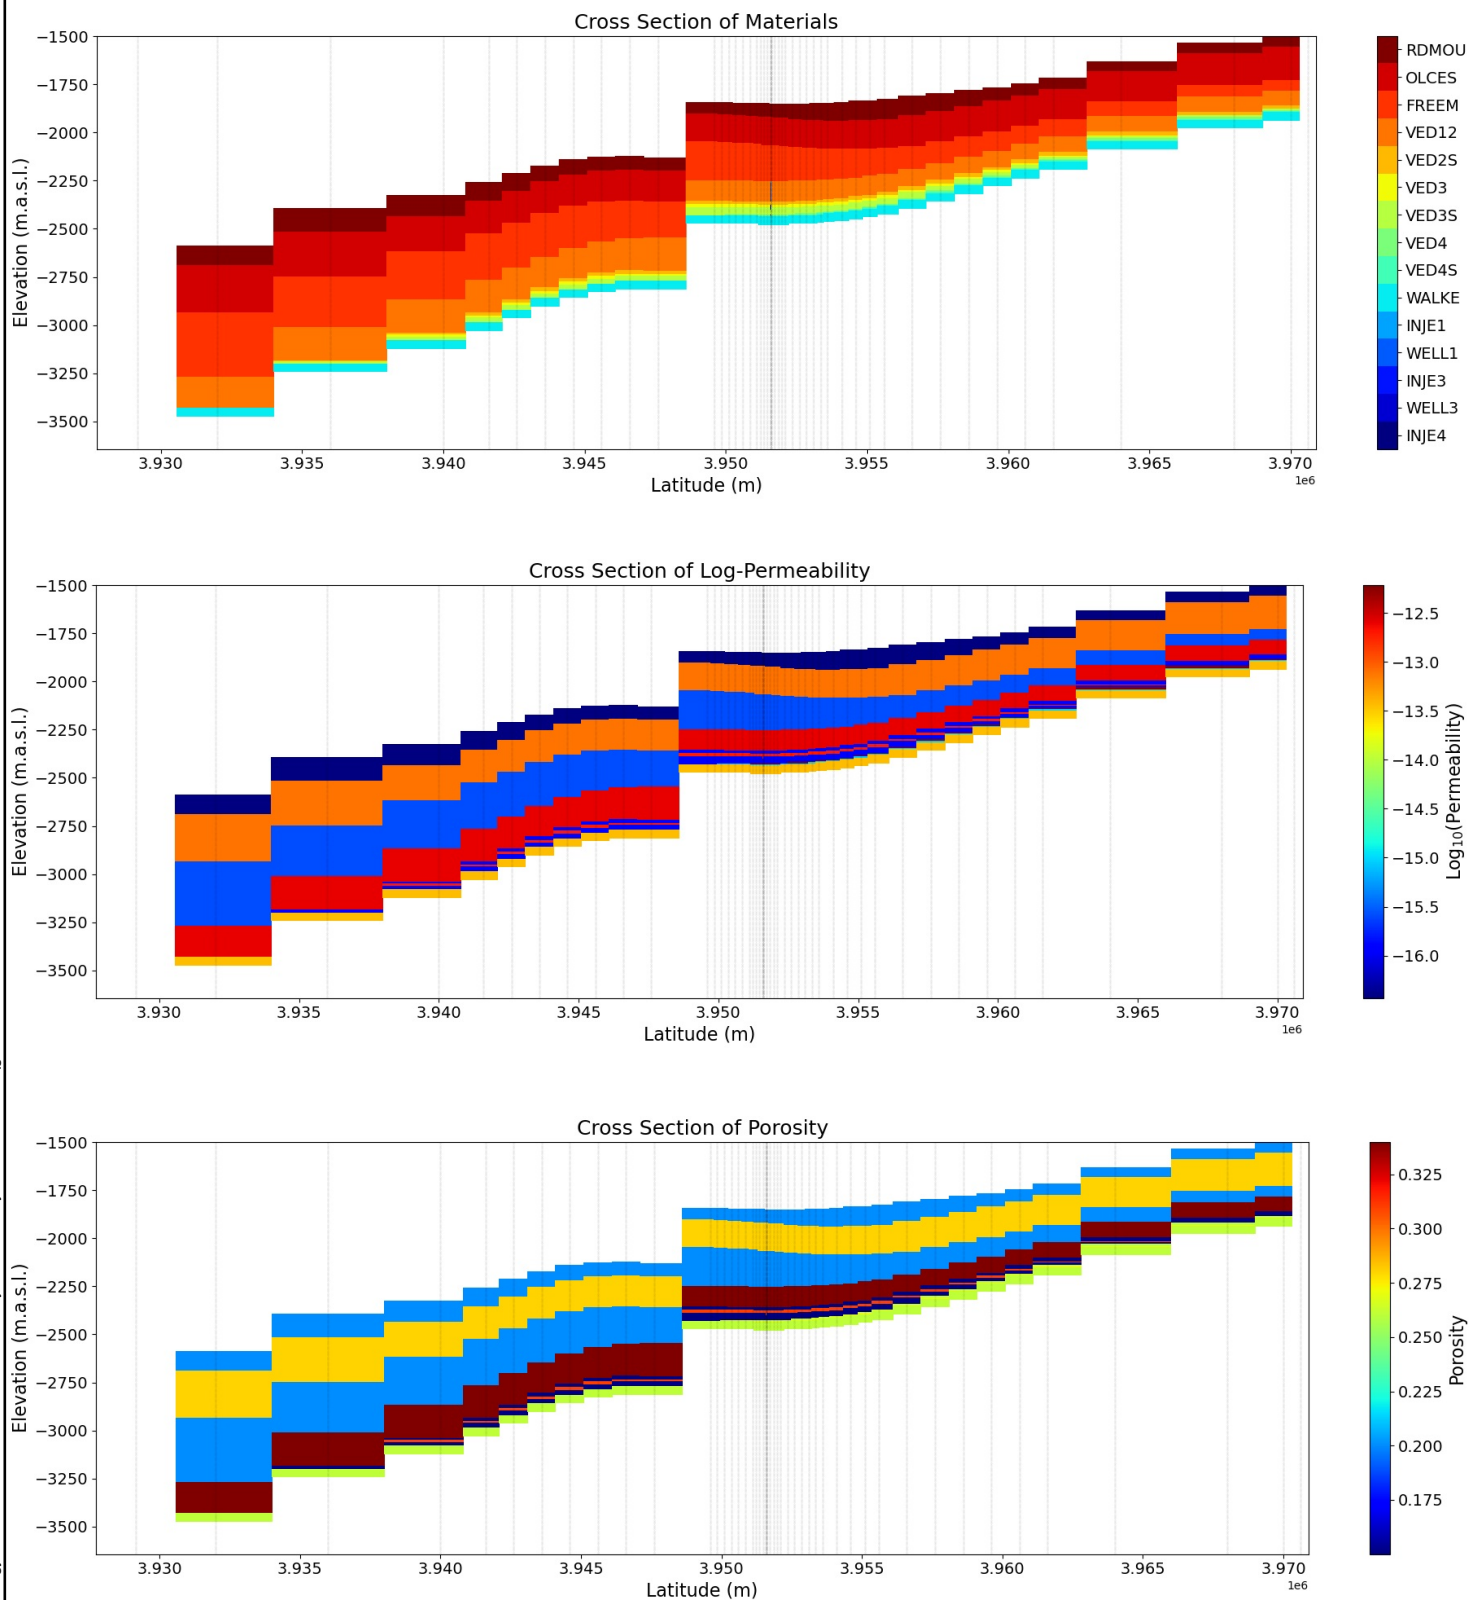 Cross Section of Materials
Elevation (m.a.s.l.)
−1500
−1750
−2000
−2250
−2500
−2750
−3000
−3250
−3500
3.930 3.935 3.940 3.945 3.950 3.955 3.960 3.965 3.970
1e6
Latitude (m)
RDMOU
OLCES
FREEM
VED12
VED2S
VED3
VED3S
VED4
VED4S
WALKE
INJE1
WELL1
INJE3
WELL3
INJE4
Cross Section of Log-Permeability
Elevation (m.a.s.l.)
−1500
−1750
−2000
−2250
−2500
−2750
−3000
−3250
−3500
3.930 3.935 3.940 3.945 3.950 3.955 3.960 3.965 3.970
1e6
Latitude (m)
−12.5
−13.0
−13.5
−14.0
−14.5
−15.0
−15.5
−16.0
Log₁₀(Permeability)
Cross Section of Porosity
Elevation (m.a.s.l.)
−1500
−1750
−2000
−2250
−2500
−2750
−3000
−3250
−3500
3.930 3.935 3.940 3.945 3.950 3.955 3.960 3.965 3.970
1e6
Latitude (m)
0.325
0.300
0.275
0.250
0.225
0.200
0.175
Porosity